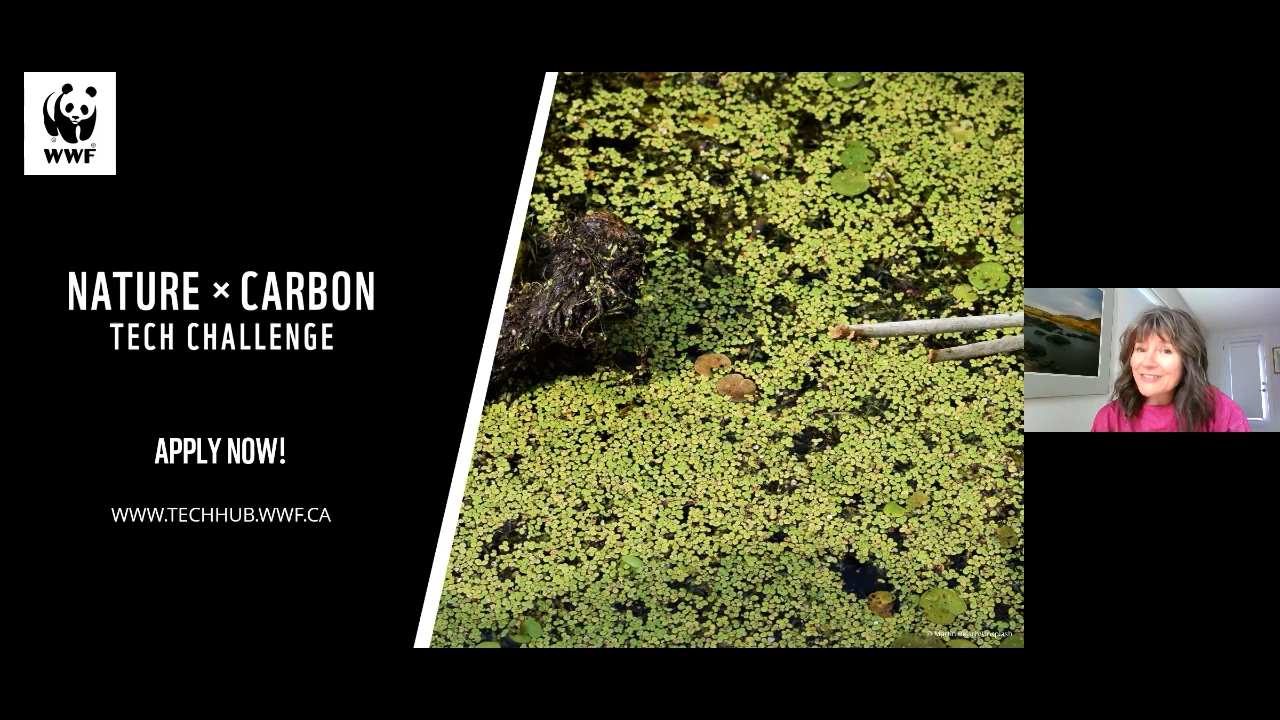 WWF
NATURE × CARBON
TECH CHALLENGE
APPLY NOW!
WWW.TECHHUB.WWF.CA